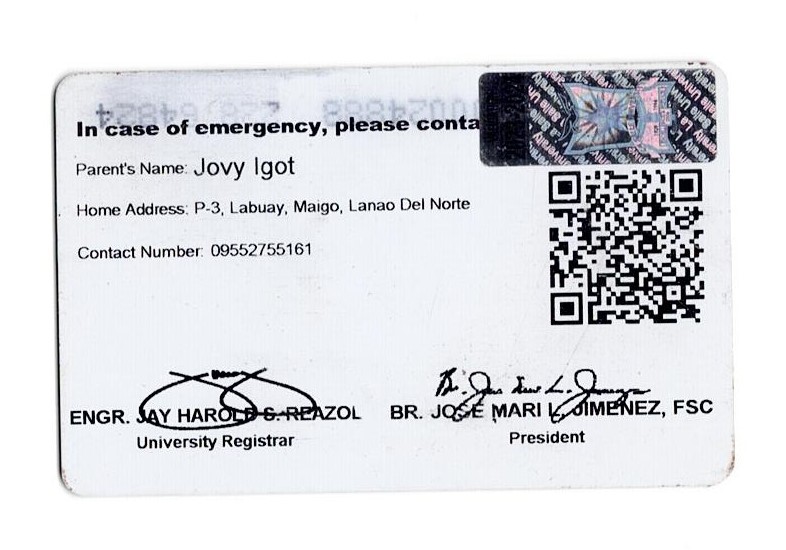 In case of emergency, please conta
Parent's Name: Jovy Igot
Home Address: P-3, Labuay, Maigo, Lanao Del Norte
Contact Number: 09552755161
ENGR. JAY HAROLD S. REAZOL
University Registrar
BR. JOSE MARI L. JIMENEZ, FSC
President